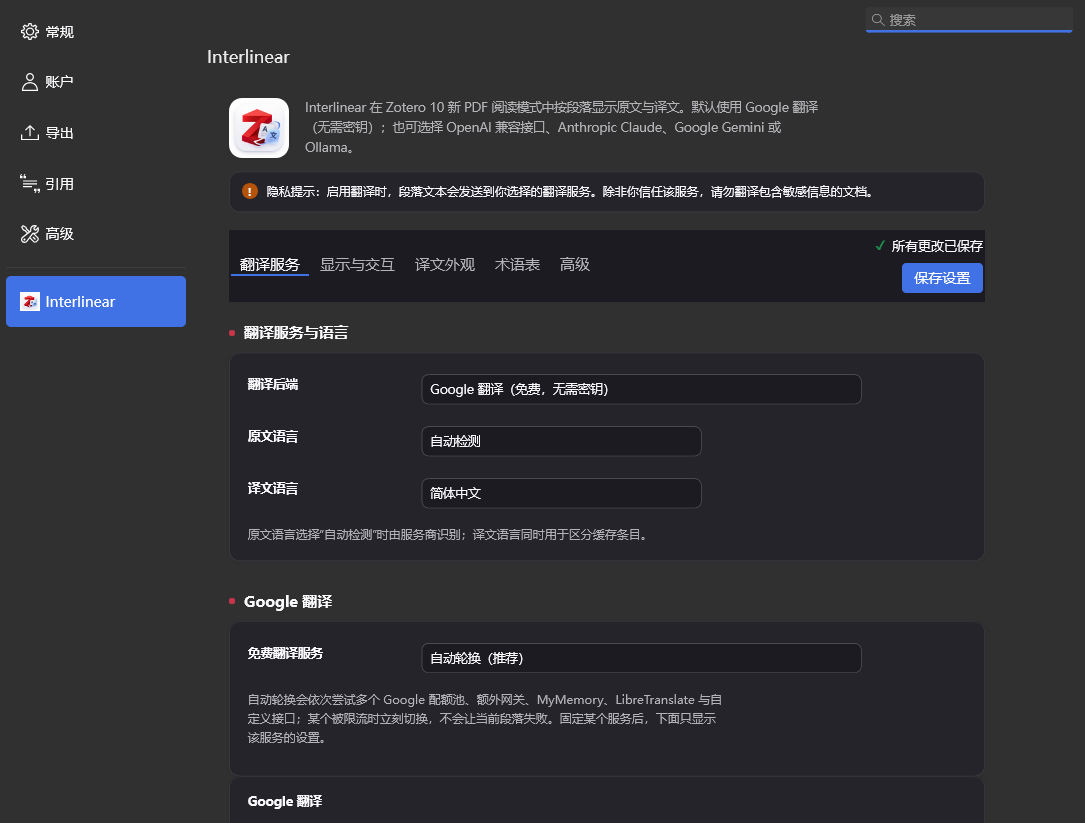 常规
账户
导出
引用
高级
Interlinear
搜索
Interlinear
Interlinear 在 Zotero 10 新 PDF 阅读模式中按段落显示原文与译文。默认使用 Google 翻译
（无需密钥）；也可选择 OpenAI 兼容接口、Anthropic Claude、Google Gemini 或
Ollama。
隐私提示：启用翻译时，段落文本会发送到你选择的翻译服务。除非你信任该服务，请勿翻译包含敏感信息的文档。
翻译服务 显示与交互 译文外观 术语表 高级
✓ 所有更改已保存
保存设置
翻译服务与语言
翻译后端
Google 翻译（免费，无需密钥）
原文语言
自动检测
译文语言
简体中文
原文语言选择“自动检测”时由服务商识别；译文语言同时用于区分缓存条目。
Google 翻译
免费翻译服务
自动轮换（推荐）
自动轮换会依次尝试多个 Google 配额池、额外网关、MyMemory、LibreTranslate 与自
定义接口；某个被限流时立刻切换，不会让当前段落失败。固定某个服务后，下面只显示
该服务的设置。
Google 翻译